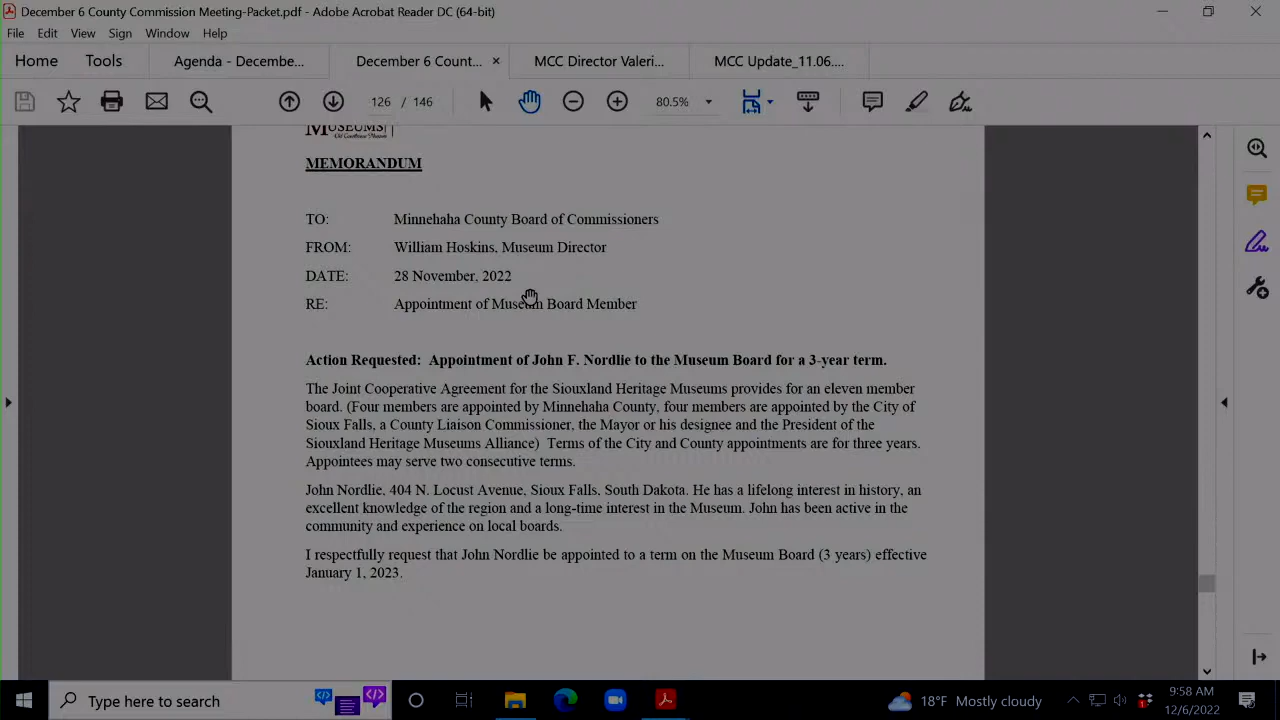 December 6 County Commission Meeting-Packet.pdf - Adobe Acrobat Reader DC (64-bit)
File Edit View Sign Window Help
Home Tools Agenda - Decembe... December 6 Count... × MCC Director Valeri... MCC Update_11.06....
126 / 146 80.5%
MUSEUMS
Old Courthouse Museum
MEMORANDUM
TO: Minnehaha County Board of Commissioners
FROM: William Hoskins, Museum Director
DATE: 28 November, 2022
RE: Appointment of Museum Board Member
Action Requested: Appointment of John F. Nordlie to the Museum Board for a 3-year term.
The Joint Cooperative Agreement for the Siouxland Heritage Museums provides for an eleven member
board. (Four members are appointed by Minnehaha County, four members are appointed by the City of
Sioux Falls, a County Liaison Commissioner, the Mayor or his designee and the President of the
Siouxland Heritage Museums Alliance) Terms of the City and County appointments are for three years.
Appointees may serve two consecutive terms.
John Nordlie, 404 N. Locust Avenue, Sioux Falls, South Dakota. He has a lifelong interest in history, an
excellent knowledge of the region and a long-time interest in the Museum. John has been active in the
community and experience on local boards.
I respectfully request that John Nordlie be appointed to a term on the Museum Board (3 years) effective
January 1, 2023.
Type here to search
18°F Mostly cloudy
9:58 AM
12/6/2022